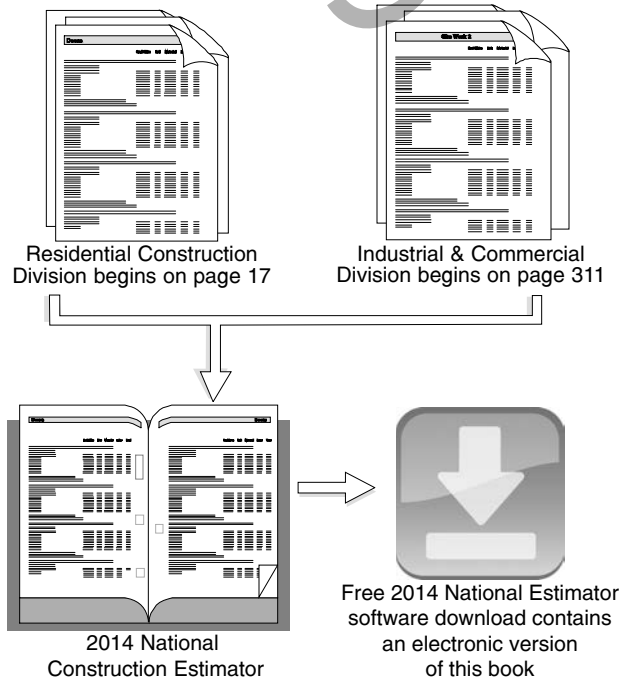 Doors
Residential Construction
Division begins on page 17
Industrial & Commercial
Division begins on page 311
2014 National
Construction Estimator
Free 2014 National Estimator
software download contains
an electronic version
of this book